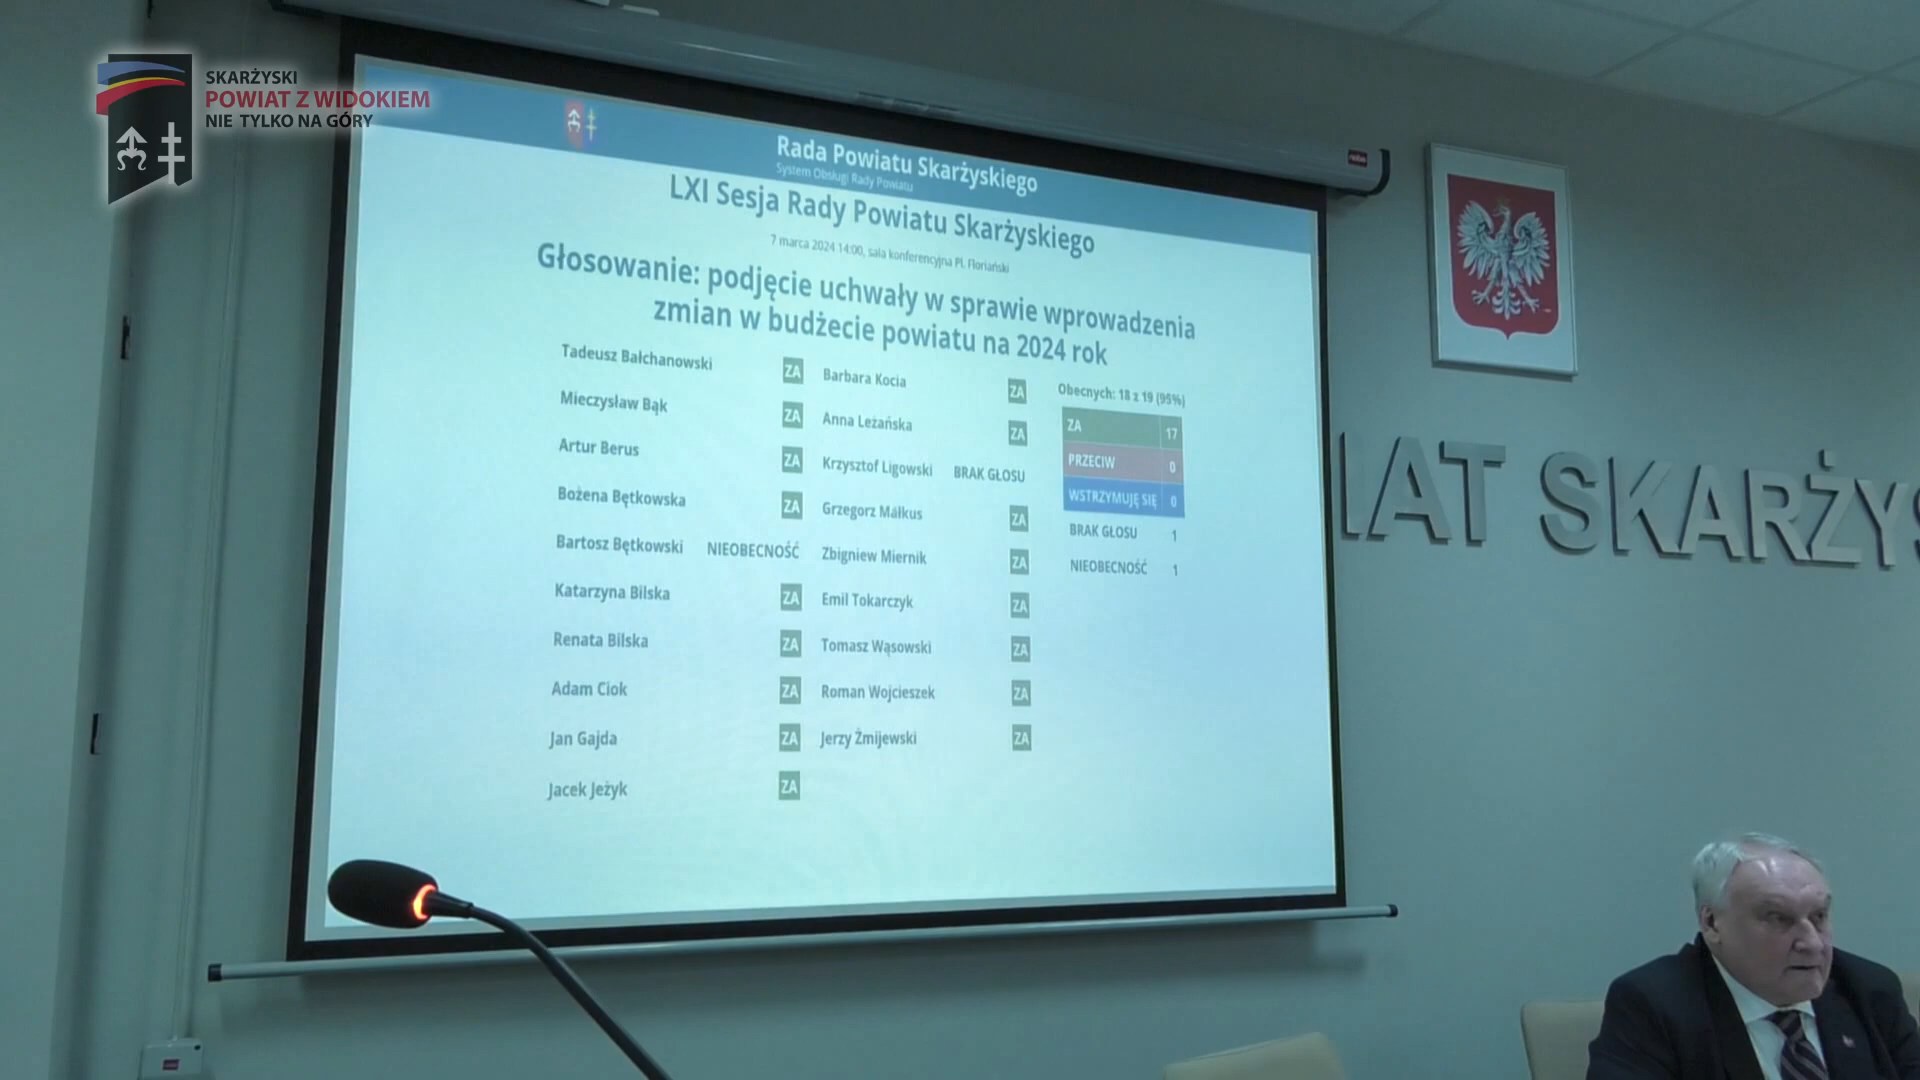 SKARŻYSKI
POWIAT Z WIDOKIEM
NIE TYLKO NA GÓRY
Rada Powiatu Skarżyskiego
System Obsługi Rady Powiatu
LXI Sesja Rady Powiatu Skarżyskiego
7 marca 2024 14:00, sala konferencyjna Pl. Floriański
Głosowanie: podjęcie uchwały w sprawie wprowadzenia
zmian w budżecie powiatu na 2024 rok
Tadeusz Bałchanowski ZA
Mieczysław Bąk ZA
Artur Berus ZA
Bożena Bętkowska ZA
Bartosz Bętkowski NIEOBECNOŚĆ
Katarzyna Bilska ZA
Renata Bilska ZA
Adam Ciok ZA
Jan Gajda ZA
Jacek Jeżyk ZA
Barbara Kocia ZA
Anna Leżańska ZA
Krzysztof Ligowski BRAK GŁOSU
Grzegorz Małkus ZA
Zbigniew Miernik ZA
Emil Tokarczyk ZA
Tomasz Wąsowski ZA
Roman Wojcieszek ZA
Jerzy Żmijewski ZA
Obecnych: 18 z 19 (95%)
ZA 17
PRZECIW 0
WSTRZYMUJĘ SIĘ 0
BRAK GŁOSU 1
NIEOBECNOŚĆ 1
IAT SKARŻYS